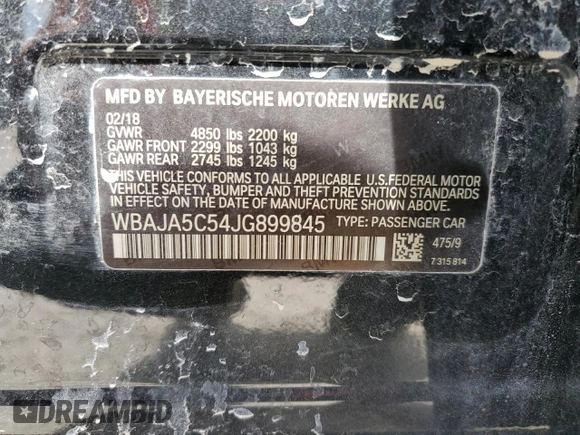 MFD BY BAYERISCHE MOTOREN WERKE AG
02/18
GVWR 4850 lbs 2200 kg
GAWR FRONT 2299 lbs 1043 kg
GAWR REAR 2745 lbs 1245 kg
THIS VEHICLE CONFORMS TO ALL APPLICABLE U.S.FEDERAL MOTOR
VEHICLE SAFETY, BUMPER AND THEFT PREVENTION STANDARDS
IN EFFECT ON THE DATE OF MANUFACTURE SHOWN ABOVE.
WBAJA5C54JG899845 TYPE: PASSENGER CAR
475/9
7 315 814
DREAMBID